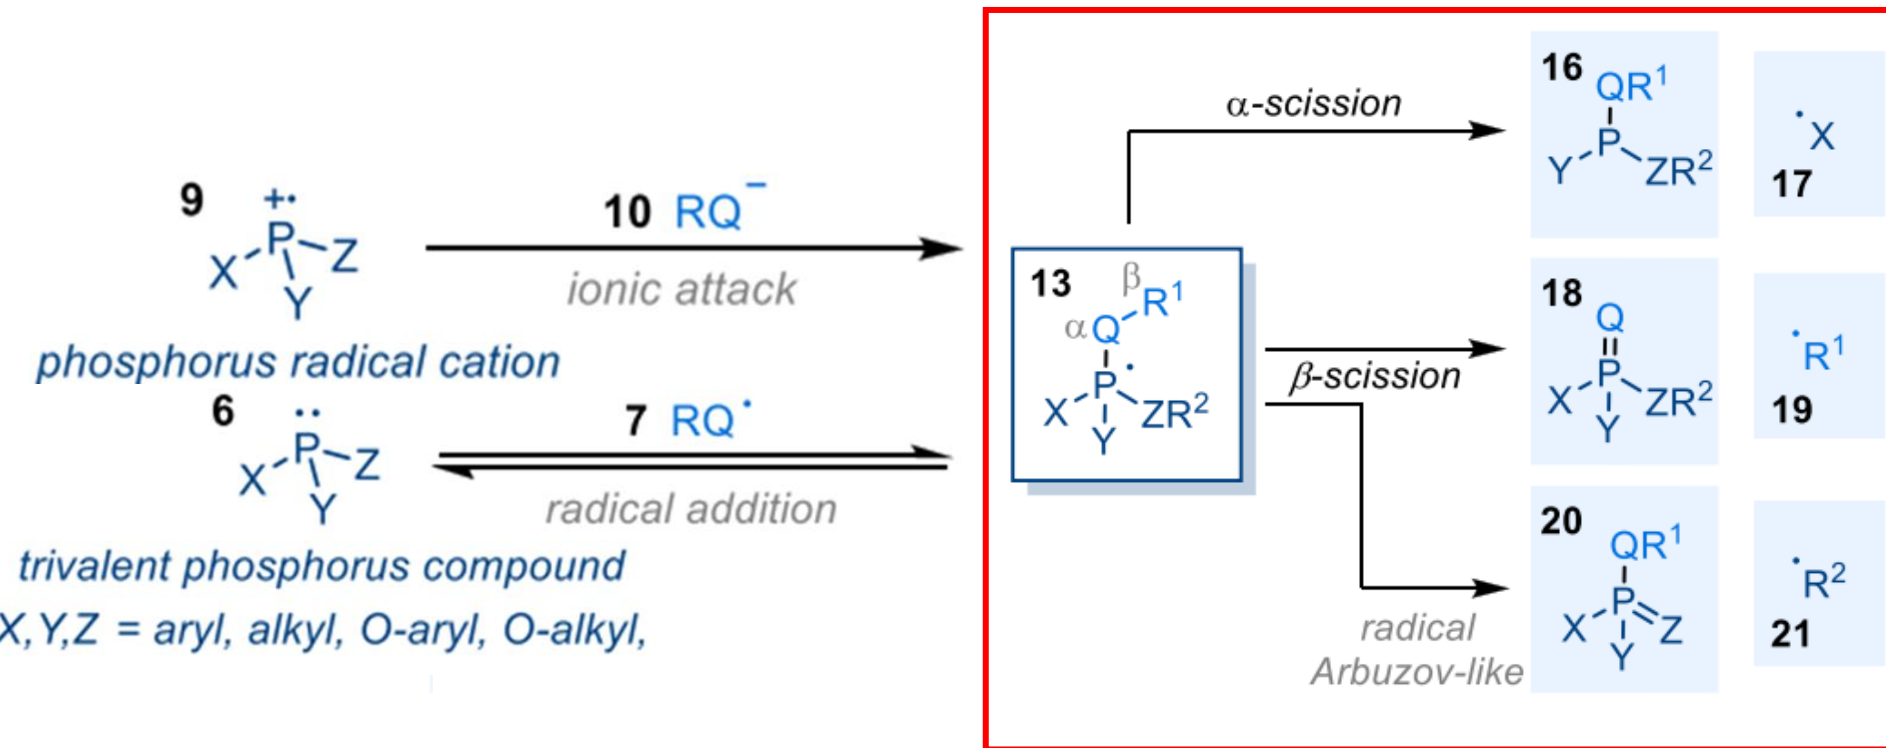 9
+•
P
X
Z
Y
phosphorus radical cation
10 RQ⁻
ionic attack
6
••
P
X
Z
Y
trivalent phosphorus compound
X,Y,Z = aryl, alkyl, O-aryl, O-alkyl,
7 RQ•
radical addition
13
β
α Q R¹
P•
X
ZR²
Y
α-scission
16
QR¹
P
Y
ZR²
•X
17
β-scission
18
Q
P
X
ZR²
Y
•R¹
19
radical
Arbuzov-like
20
QR¹
P
X
Z
Y
•R²
21